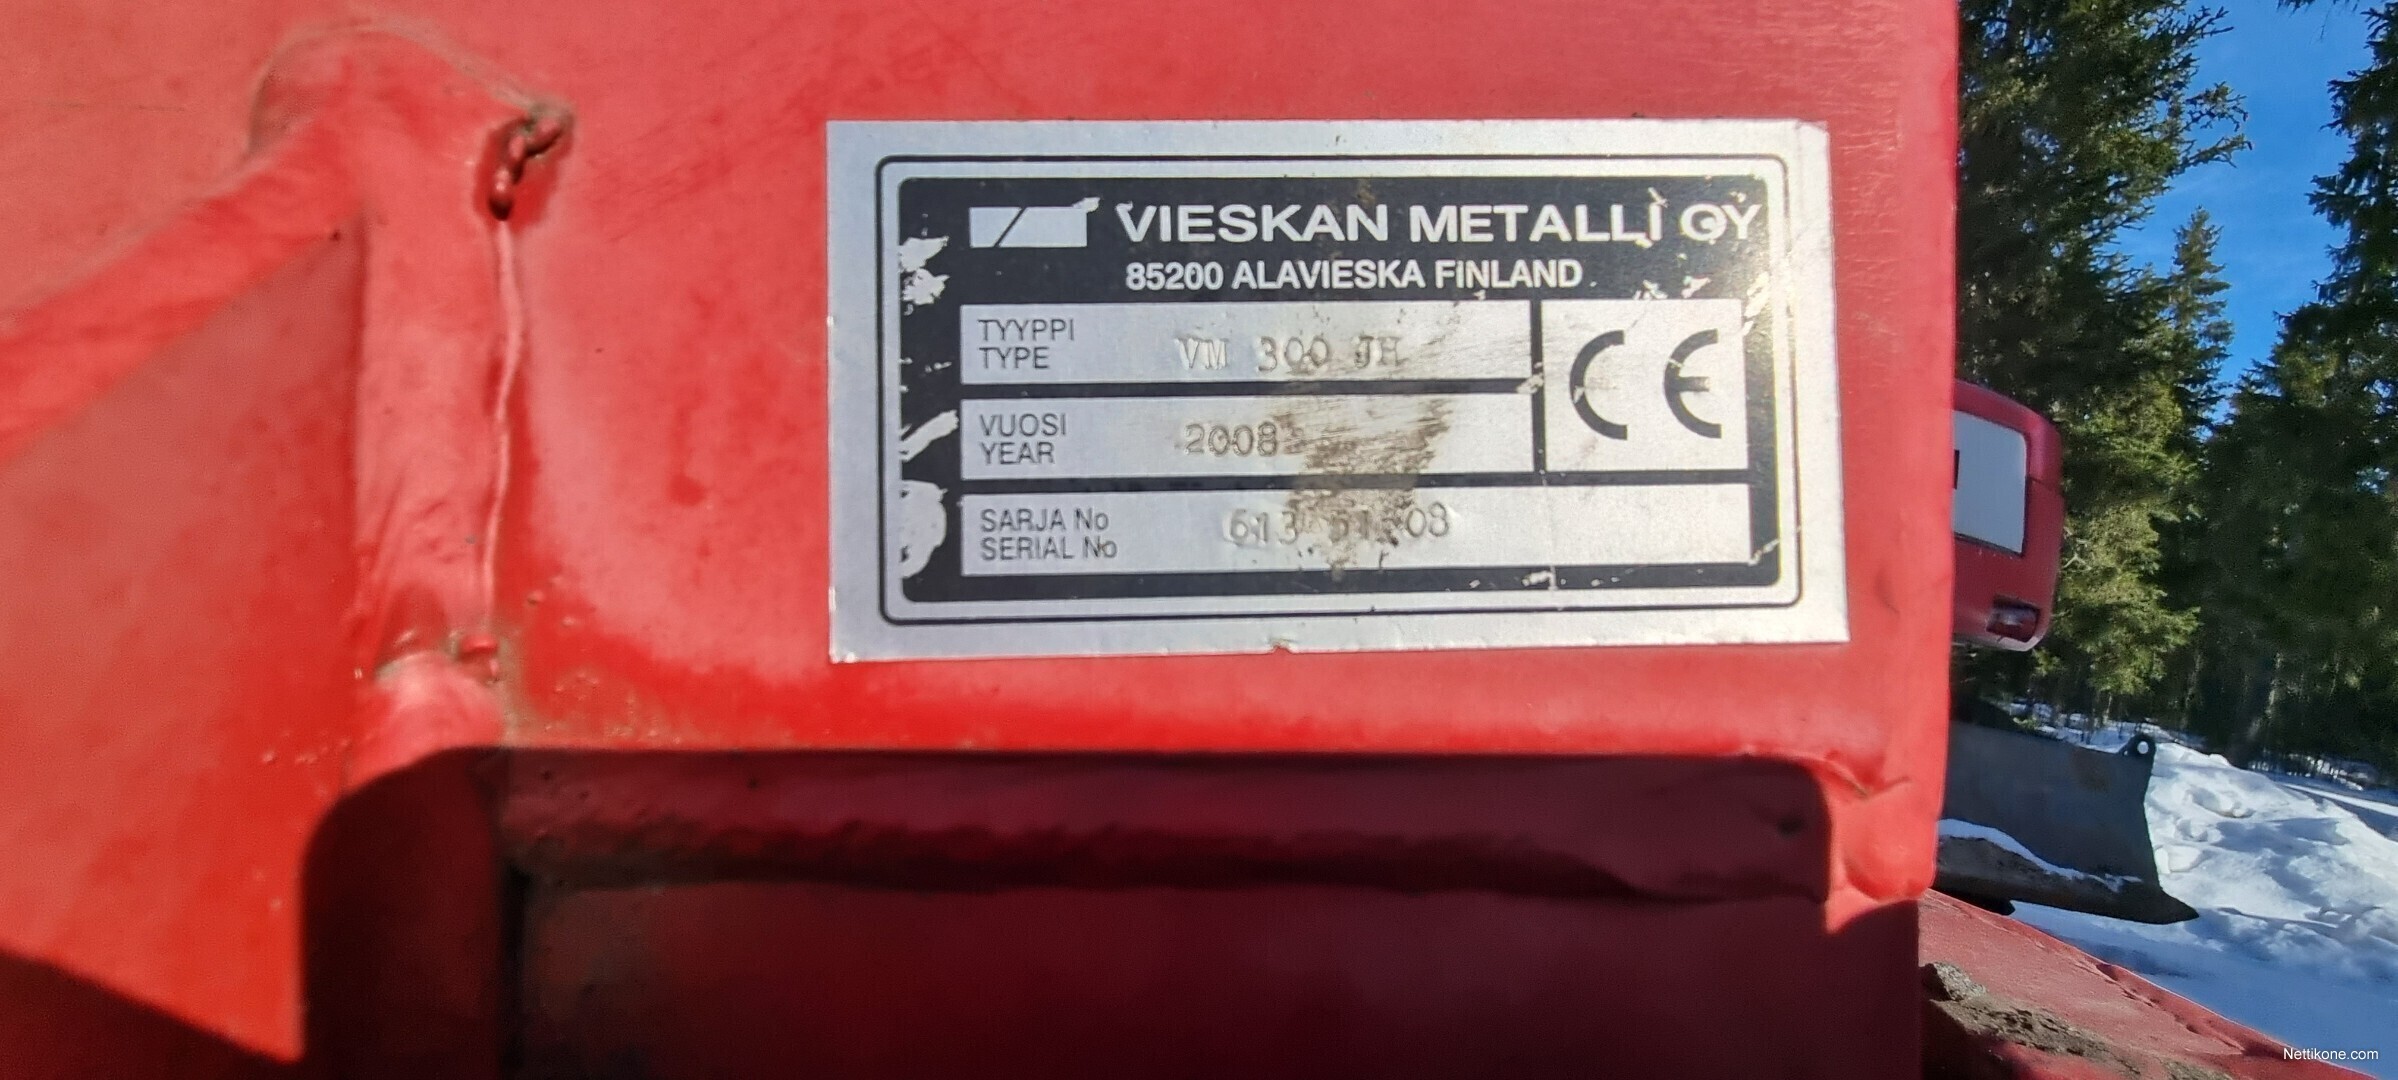 VIESKAN METALLI OY
85200 ALAVIESKA FINLAND
TYYPPI
TYPE
VM 300 JH
CE
VUOSI
YEAR
2008
SARJA No
SERIAL No
613
Nettikone.com